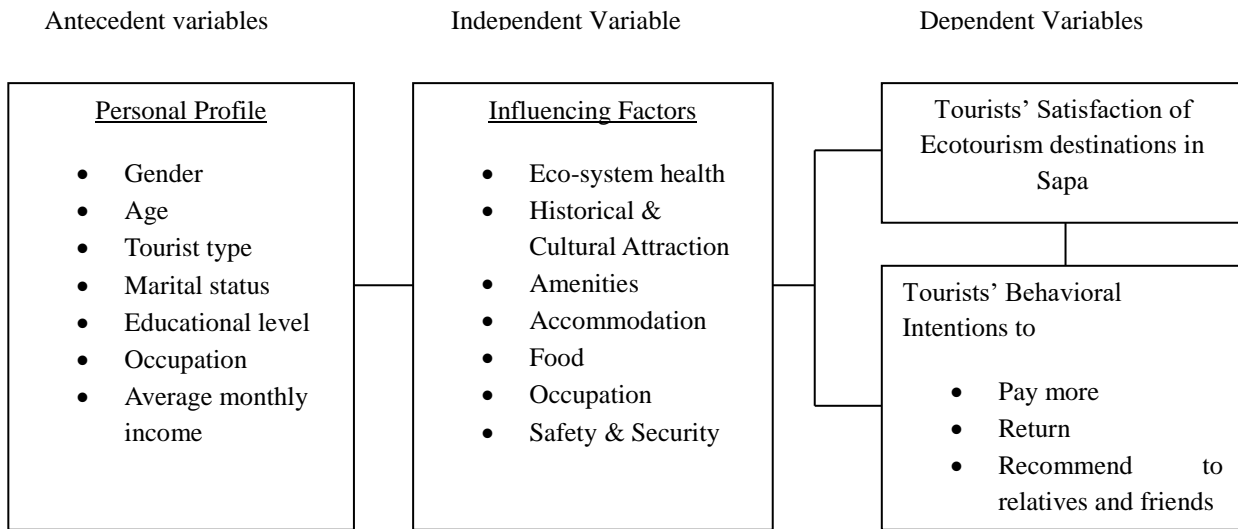 Antecedent variables
Independent Variable
Dependent Variables
Personal Profile
• Gender
• Age
• Tourist type
• Marital status
• Educational level
• Occupation
• Average monthly
income
Influencing Factors
• Eco-system health
• Historical &
Cultural Attraction
• Amenities
• Accommodation
• Food
• Occupation
• Safety & Security
Tourists’ Satisfaction of
Ecotourism destinations in
Sapa
Tourists’ Behavioral
Intentions to
• Pay more
• Return
• Recommend to
relatives and friends